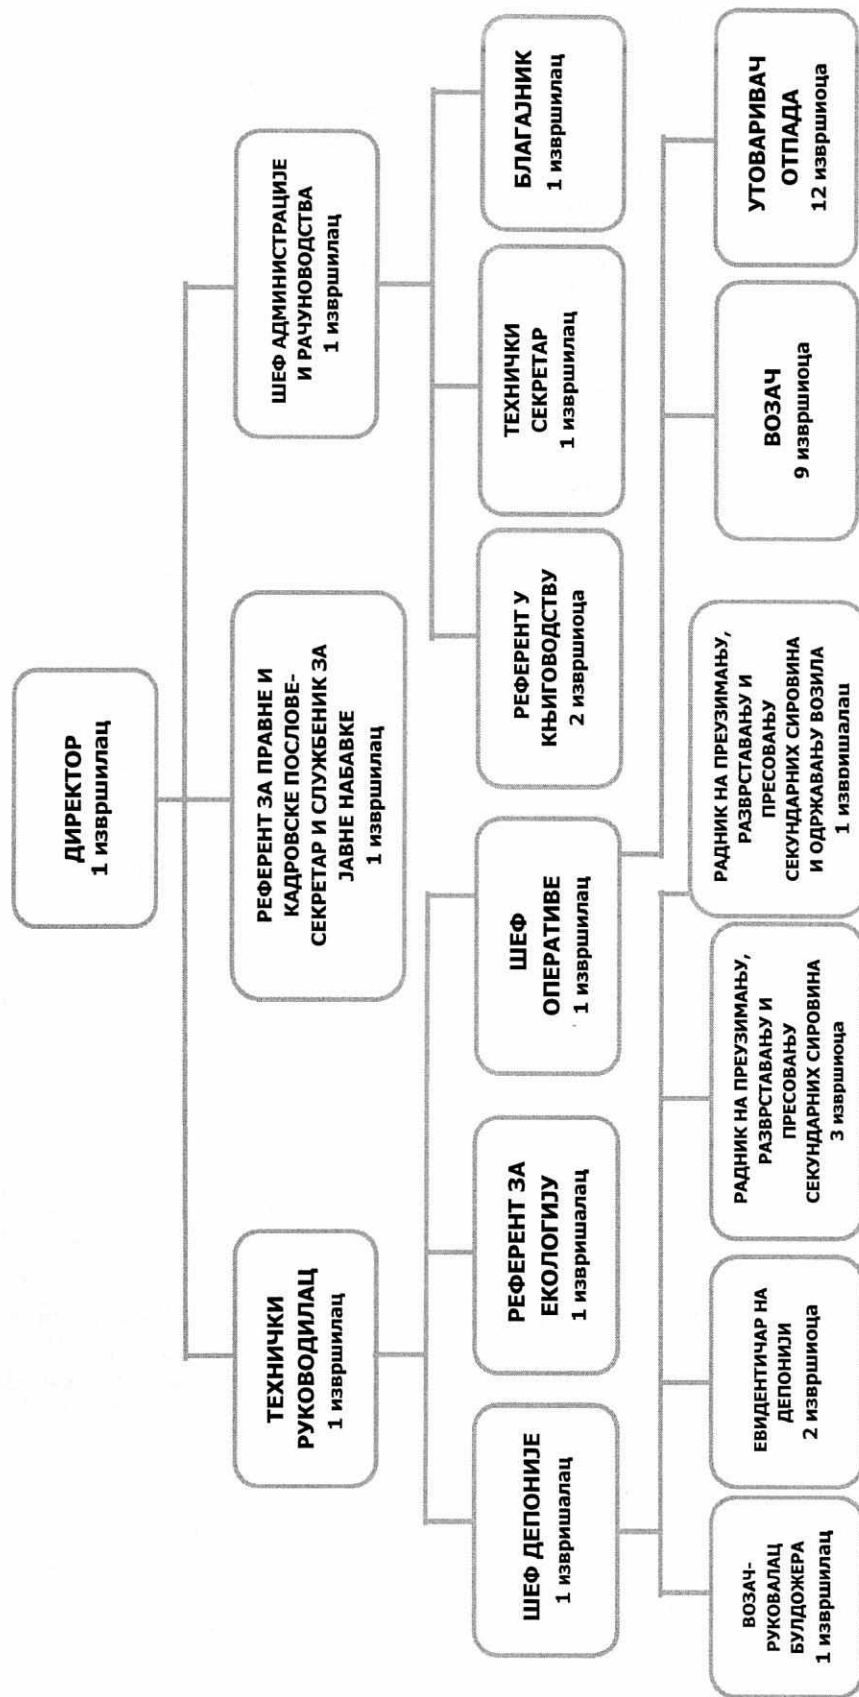 ДИРЕКТОР
1 извршилац
ТЕХНИЧКИ
РУКОВОДИЛАЦ
1 извршилац
РЕФЕРЕНТ ЗА ПРАВНЕ И
КАДРОВСКЕ ПОСЛОВЕ-
СЕКРЕТАР И СЛУЖБЕНИК ЗА
ЈАВНЕ НАБАВКЕ
1 извршилац
ШЕФ АДМИНИСТРАЦИЈЕ
И РАЧУНОВОДСТВА
1 извршилац
ШЕФ ДЕПОНИЈЕ
1 извришалац
РЕФЕРЕНТ ЗА
ЕКОЛОГИЈУ
1 извришалац
ШЕФ
ОПЕРАТИВЕ
1 извршилац
РЕФЕРЕНТ У
КЊИГОВОДСТВУ
2 извршиоца
ТЕХНИЧКИ
СЕКРЕТАР
1 извршилац
БЛАГАЈНИК
1 извршилац
ВОЗАЧ-
РУКОВАЛАЦ
БУЛДОЖЕРА
1 извршилац
ЕВИДЕНТИЧАР НА
ДЕПОНИЈИ
2 извршиоца
РАДНИК НА ПРЕУЗИМАЊУ,
РАЗВРСТАВАЊУ И
ПРЕСОВАЊУ
СЕКУНДАРНИХ СИРОВИНА
3 извршиоца
РАДНИК НА ПРЕУЗИМАЊУ,
РАЗВРСТАВАЊУ И
ПРЕСОВАЊУ
СЕКУНДАРНИХ СИРОВИНА
И ОДРЖАВАЊУ ВОЗИЛА
1 извришалац
ВОЗАЧ
9 извршиоца
УТОВАРИВАЧ
ОТПАДА
12 извршиоца